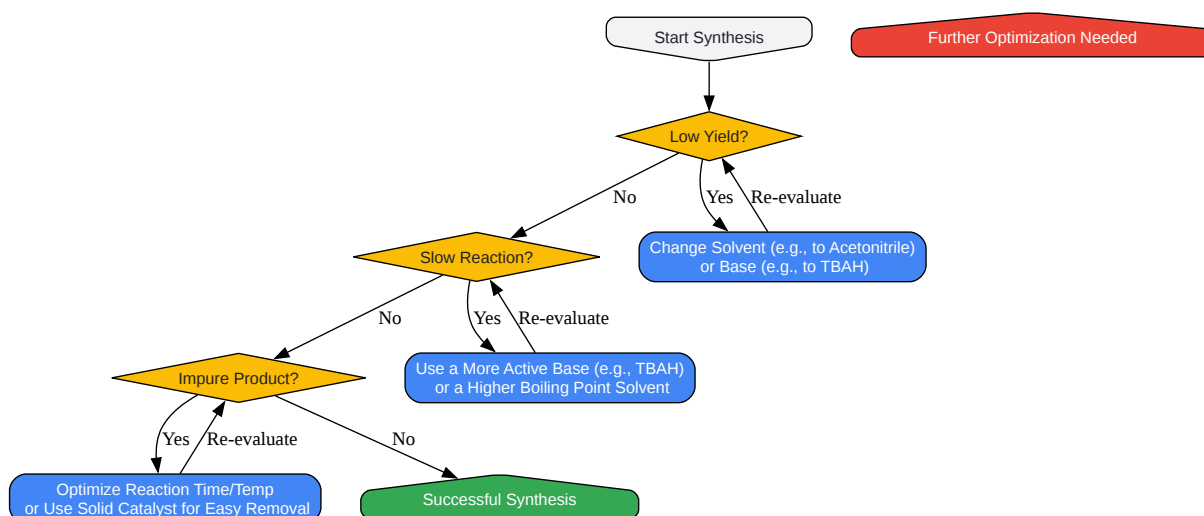 Start Synthesis
Further Optimization Needed
Low Yield?
No
Yes
Re-evaluate
Slow Reaction?
Change Solvent (e.g., to Acetonitrile)
or Base (e.g., to TBAH)
No
Yes
Re-evaluate
Impure Product?
Use a More Active Base (e.g., TBAH)
or a Higher Boiling Point Solvent
Yes
Re-evaluate
No
Optimize Reaction Time/Temp
or Use Solid Catalyst for Easy Removal
Successful Synthesis